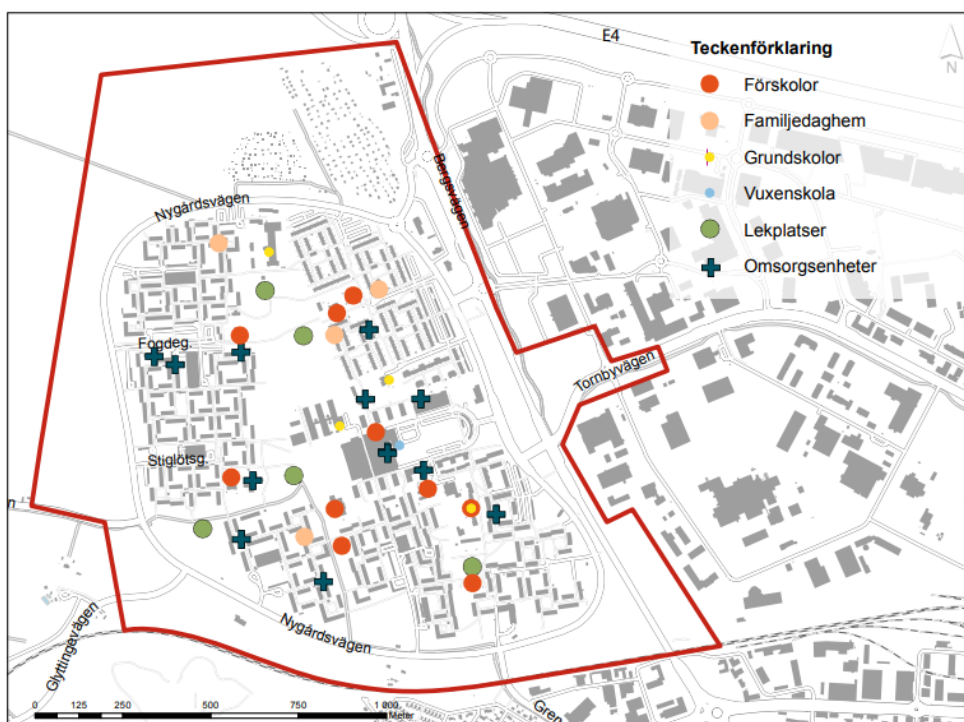 E4
Teckenförklaring
N
Förskolor
Familjedaghem
Grundskolor
Vuxenskola
Lekplatser
Omsorgsenheter
Bergsvägen
Nygårdsvägen
Fogdeg.
Tornbyvägen
Stiglötsg.
n
Nygårdsvägen
Glyttingevägen
Gren
0 125 250 500 750 1 000
Meter